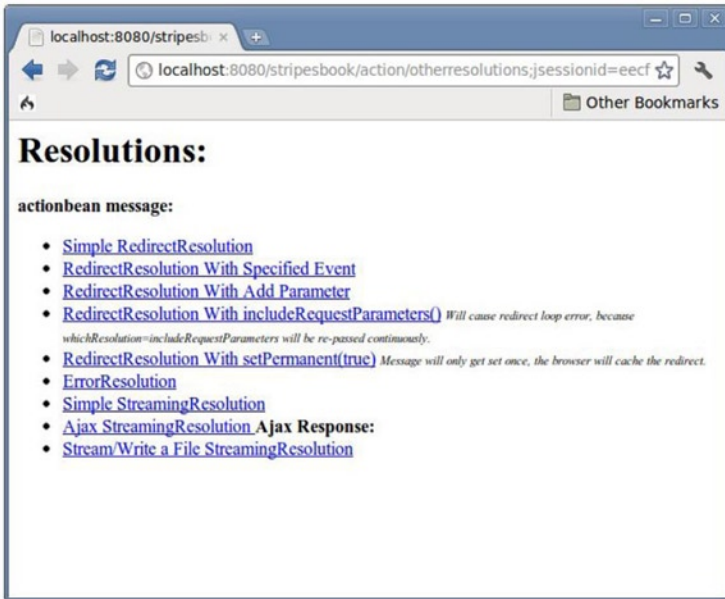 localhost:8080/stripesb
localhost:8080/stripesbook/action/otherresolutions;jsessionid=eecf
Other Bookmarks
Resolutions:
actionbean message:
Simple RedirectResolution
RedirectResolution With Specified Event
RedirectResolution With Add Parameter
RedirectResolution With includeRequestParameters() Will cause redirect loop error, because
whichResolution=includeRequestParameters will be re-passed continuously.
RedirectResolution With setPermanent(true) Message will only get set once, the browser will cache the redirect.
ErrorResolution
Simple StreamingResolution
Ajax StreamingResolution Ajax Response:
Stream/Write a File StreamingResolution